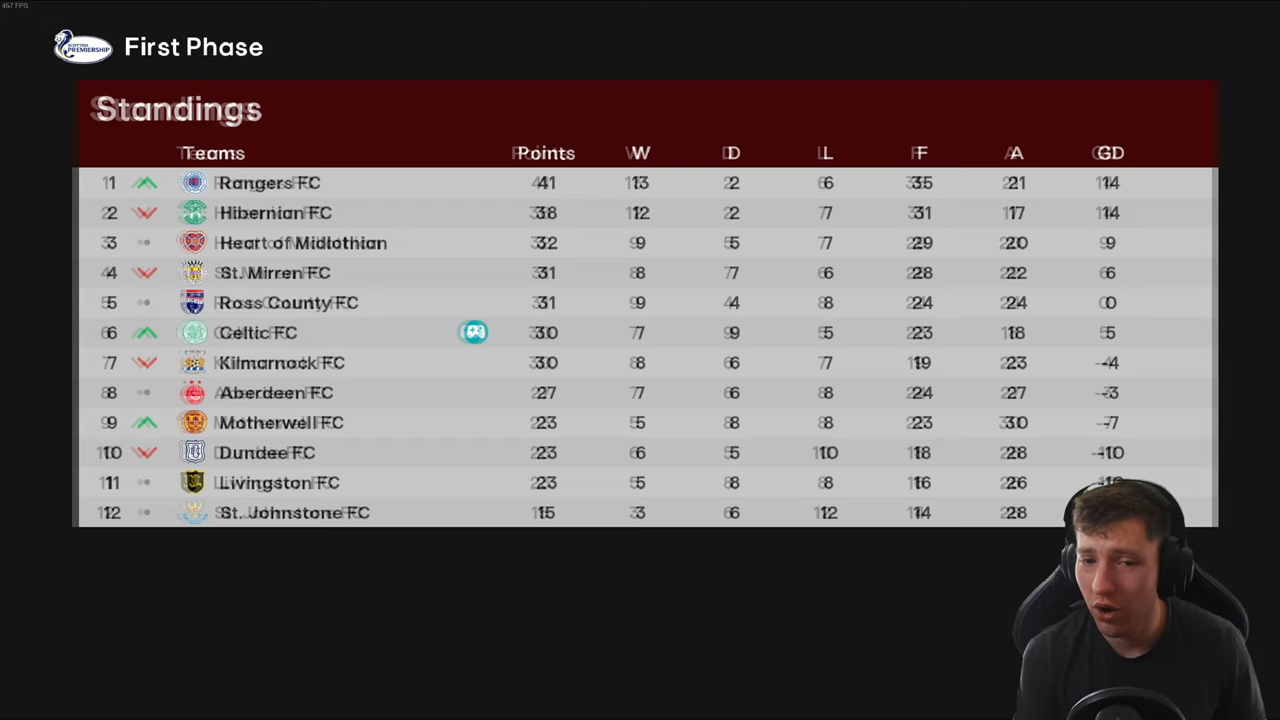 457 FPS
SCOTTISH PREMIERSHIP First Phase
Standings
Teams Points W D L F A GD
1 Rangers FC 41 13 2 6 35 21 14
2 Hibernian FC 38 12 2 7 31 17 14
3 Heart of Midlothian 32 9 5 7 29 20 9
4 St. Mirren FC 31 8 7 6 28 22 6
5 Ross County FC 31 9 4 8 24 24 0
6 Celtic FC 30 7 9 5 23 18 5
7 Kilmarnock FC 30 8 6 7 19 23 -4
8 Aberdeen FC 27 7 6 8 24 27 -3
9 Motherwell FC 23 5 8 8 23 30 -7
10 Dundee FC 23 6 5 10 18 28 -10
11 Livingston FC 23 5 8 8 16 26 -10
12 St. Johnstone FC 15 3 6 12 14 28